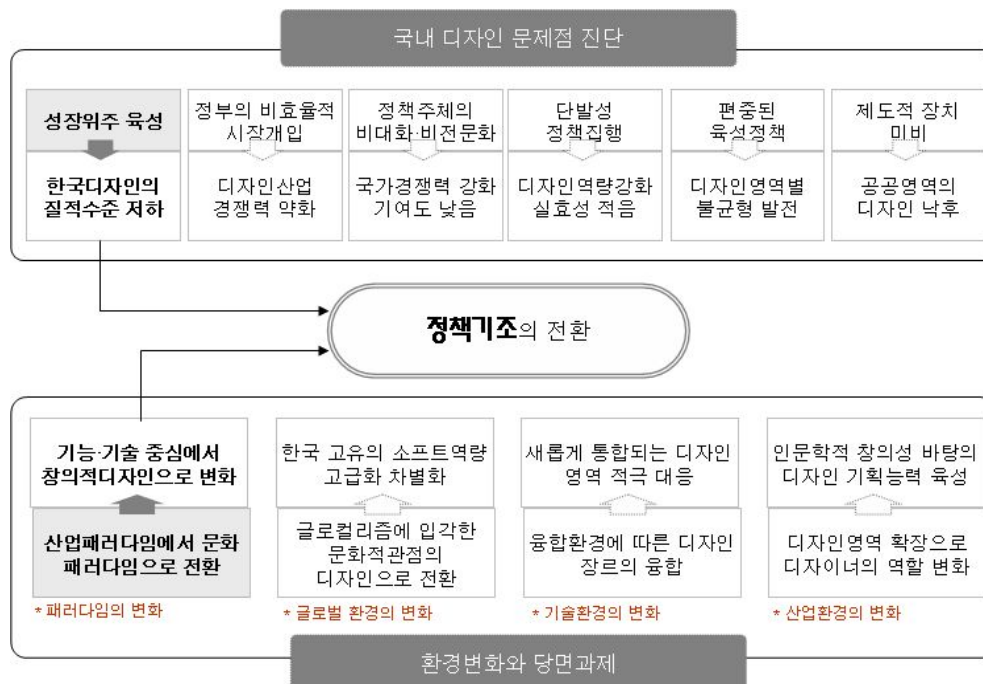 국내 디자인 문제점 진단
성장위주 육성
한국디자인의
질적수준 저하
정부의 비효율적
시장개입
디자인산업
경쟁력 약화
정책주체의
비대화·비전문화
국가경쟁력 강화
기여도 낮음
단발성
정책집행
디자인역량강화
실효성 적음
편중된
육성정책
디자인영역별
불균형 발전
제도적 장치
미비
공공영역의
디자인 낙후
정책기조의 전환
기능·기술 중심에서
창의적디자인으로 변화
산업패러다임에서 문화
패러다임으로 전환
* 패러다임의 변화
한국 고유의 소프트역량
고급화 차별화
글로컬리즘에 입각한
문화적관점의
디자인으로 전환
* 글로벌 환경의 변화
새롭게 통합되는 디자인
영역 적극 대응
융합환경에 따른 디자인
장르의 융합
* 기술환경의 변화
인문학적 창의성 바탕의
디자인 기획능력 육성
디자인영역 확장으로
디자이너의 역할 변화
* 산업환경의 변화
환경변화와 당면과제